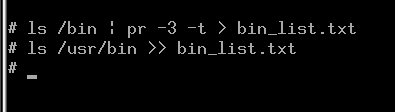 # ls /bin ¦ pr -3 -t > bin_list.txt
# ls /usr/bin >> bin_list.txt
# _